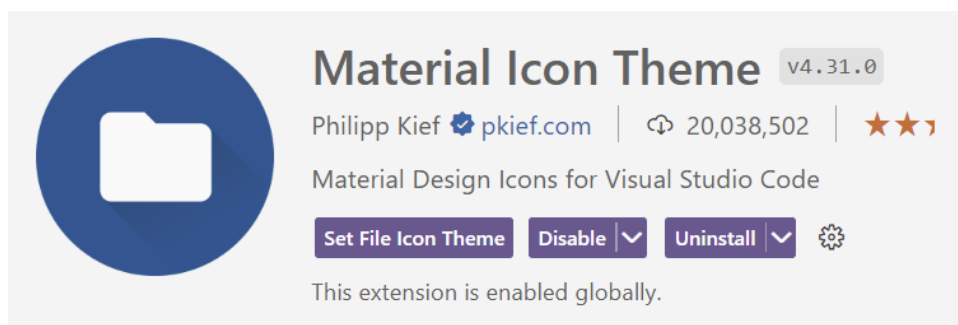 Material Icon Theme v4.31.0
Philipp Kief pkief.com 20,038,502
Material Design Icons for Visual Studio Code
Set File Icon Theme Disable Uninstall
This extension is enabled globally.